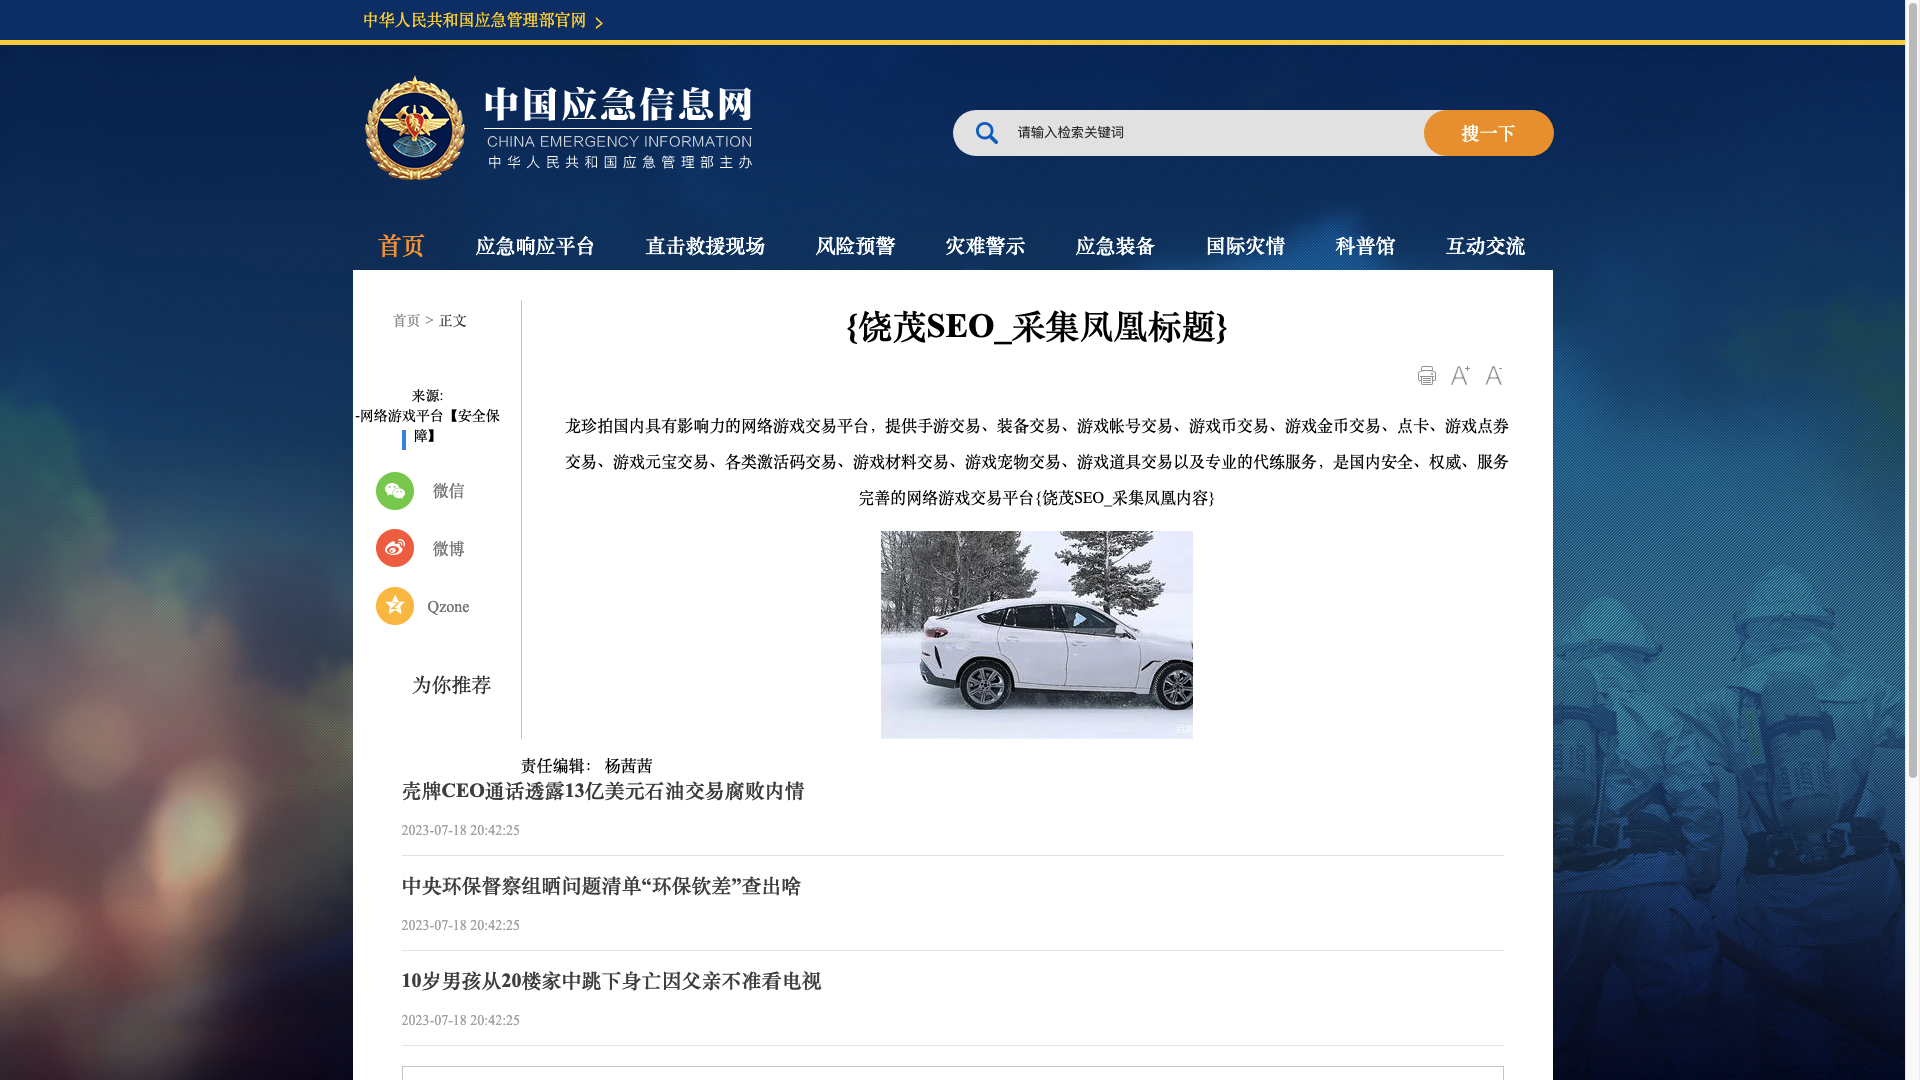 中华人民共和国应急管理部官网
中国应急信息网
CHINA EMERGENCY INFORMATION
中华人民共和国应急管理部主办
请输入检索关键词
搜一下
首页 应急响应平台 直击救援现场 风险预警 灾难警示 应急装备 国际灾情 科普馆 互动交流
首页 > 正文
来源:
-网络游戏平台【安全保
障】
微信
微博
Qzone
为你推荐
{饶茂SEO_采集凤凰标题}
A+ A-
龙珍拍国内具有影响力的网络游戏交易平台，提供手游交易、装备交易、游戏帐号交易、游戏币交易、游戏金币交易、点卡、游戏点券
交易、游戏元宝交易、各类激活码交易、游戏材料交易、游戏宠物交易、游戏道具交易以及专业的代练服务，是国内安全、权威、服务
完善的网络游戏交易平台{饶茂SEO_采集凤凰内容}
责任编辑： 杨茜茜
壳牌CEO通话透露13亿美元石油交易腐败内情
2023-07-18 20:42:25
中央环保督察组晒问题清单“环保钦差”查出啥
2023-07-18 20:42:25
10岁男孩从20楼家中跳下身亡因父亲不准看电视
2023-07-18 20:42:25